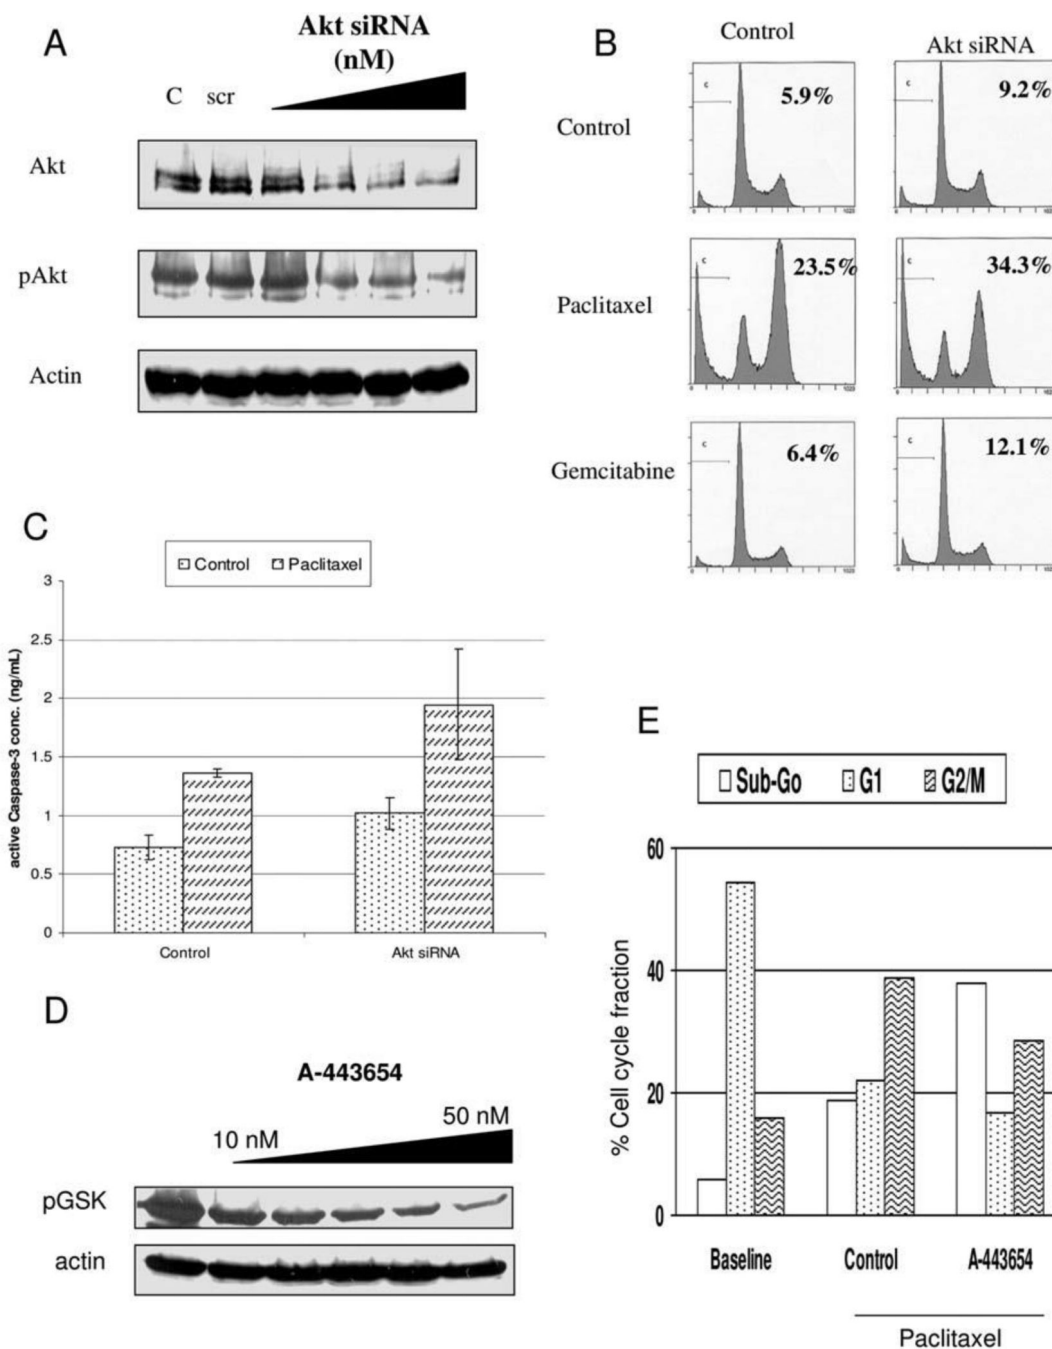 A
Akt siRNA
(nM)
C scr
Akt
pAkt
Actin
B
Control
Akt siRNA
Control
5.9%
9.2%
Paclitaxel
23.5%
34.3%
Gemcitabine
6.4%
12.1%
C
Control Paclitaxel
active Caspase-3 conc. (ng/mL)
3
2.5
2
1.5
1
0.5
0
Control
Akt siRNA
D
A-443654
10 nM
50 nM
pGSK
actin
E
Sub-Go G1 G2/M
% Cell cycle fraction
60
40
20
0
Baseline Control A-443654
Paclitaxel